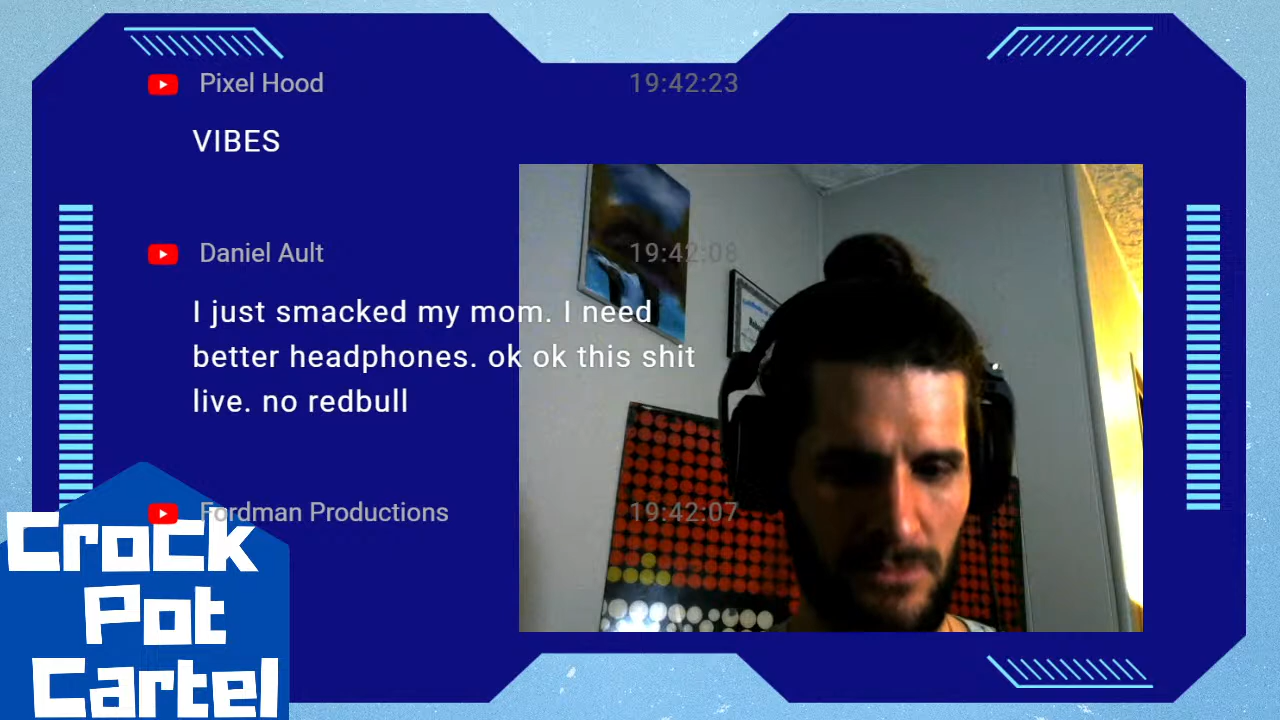 Pixel Hood 19:42:23
VIBES
Daniel Ault 19:42:08
I just smacked my mom. I need
better headphones. ok ok this shit
live. no redbull
Fordman Productions 19:42:07
Crock
Pot
Cartel